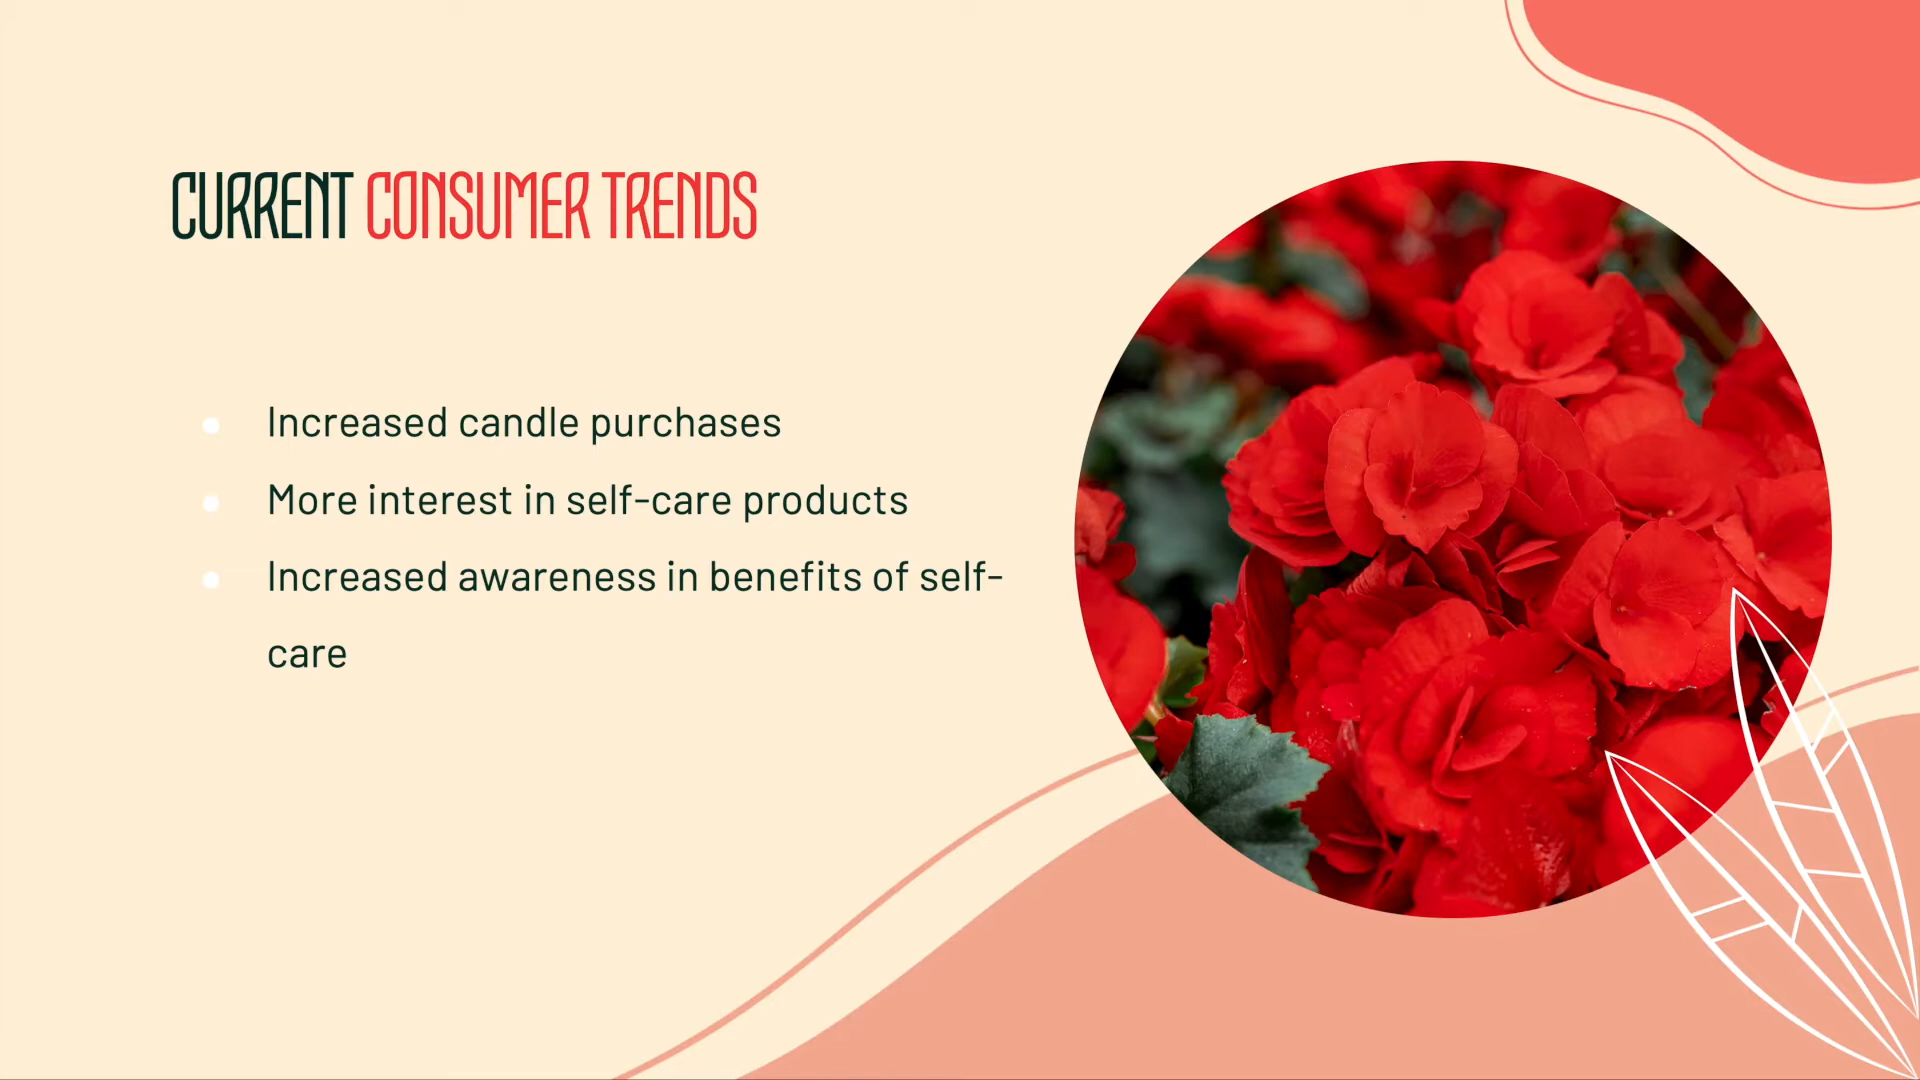 CURRENT CONSUMER TRENDS
Increased candle purchases
More interest in self-care products
Increased awareness in benefits of self-
care